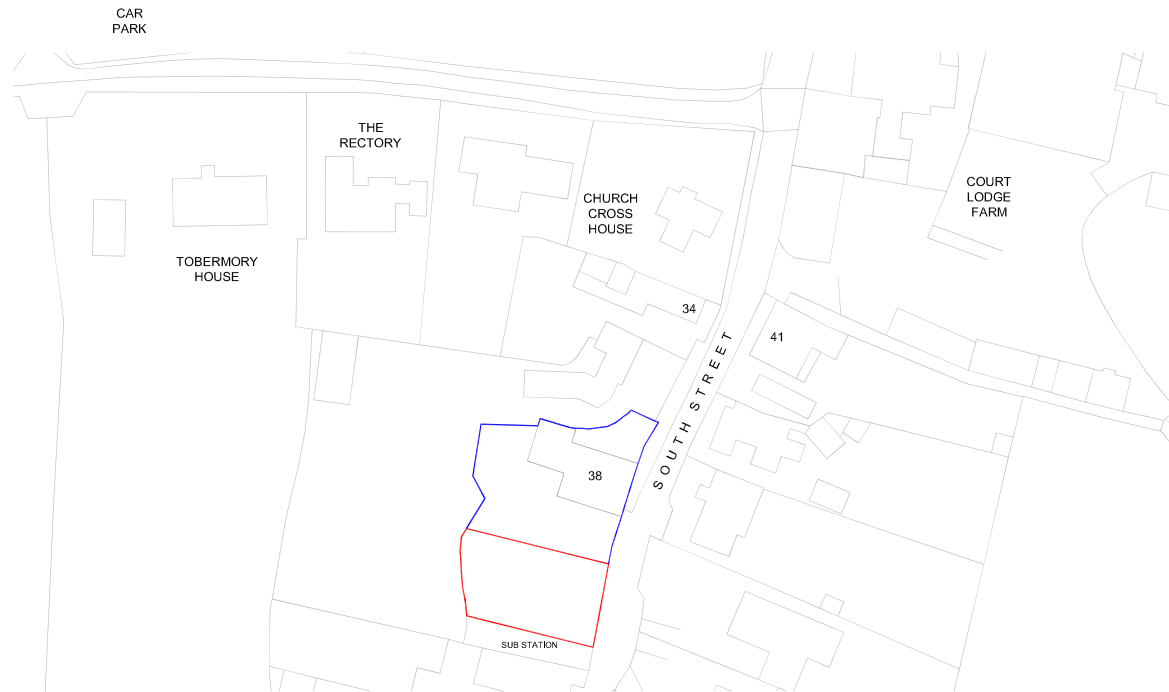 CAR
PARK
THE
RECTORY
CHURCH
CROSS
HOUSE
COURT
LODGE
FARM
TOBERMORY
HOUSE
34
41
SOUTH STREET
38
SUB STATION